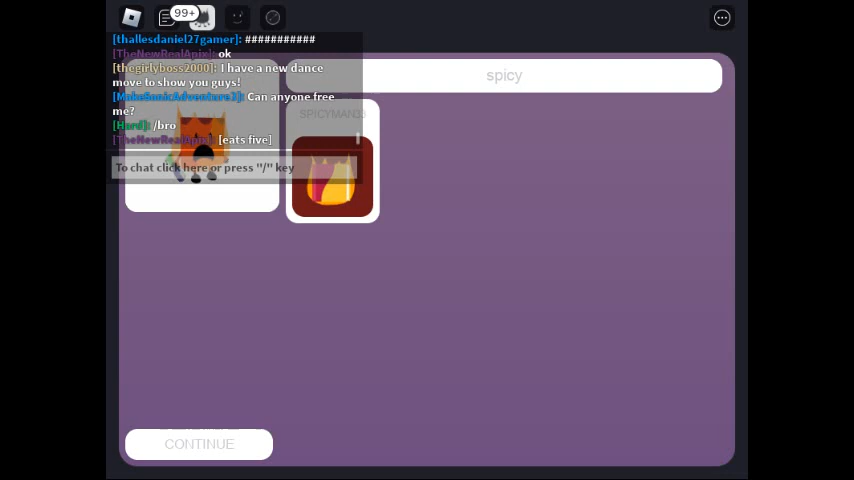 99+
[thallesdaniel27gamer]: ###########
[TheNewRealApix]: ok
[thegirlyboss2000]: I have a new dance
move to show you guys!
[MakeSonicAdventure3]: Can anyone free
me?
[Hard]: /bro
[TheNewRealApix]: [eats five]
To chat click here or press "/" key
spicy
SPICYMAN33
CONTINUE